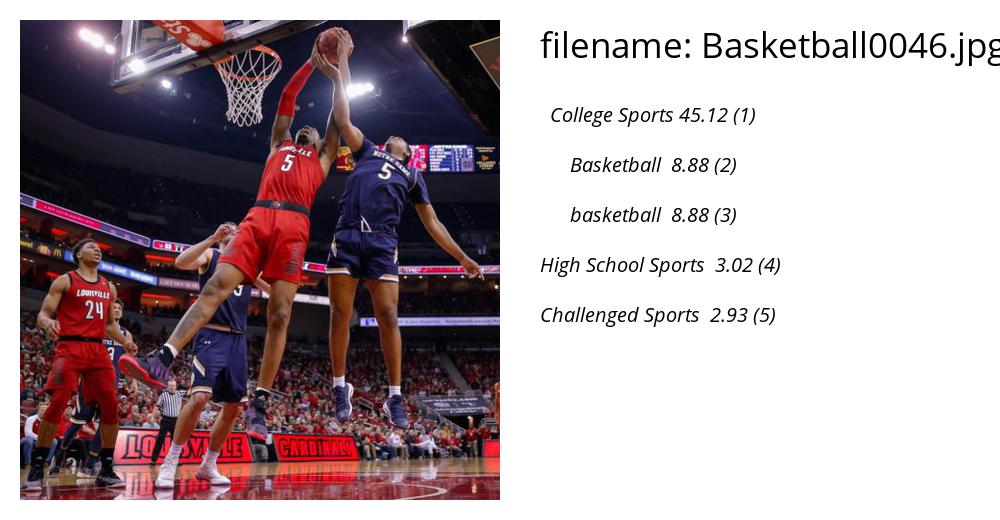 filename: Basketball0046.jpg
College Sports 45.12 (1)
Basketball 8.88 (2)
basketball 8.88 (3)
High School Sports 3.02 (4)
Challenged Sports 2.93 (5)
NOTRE DAME
5
5
LOUISVILLE
24
LOUISVILLE
CARDINALS